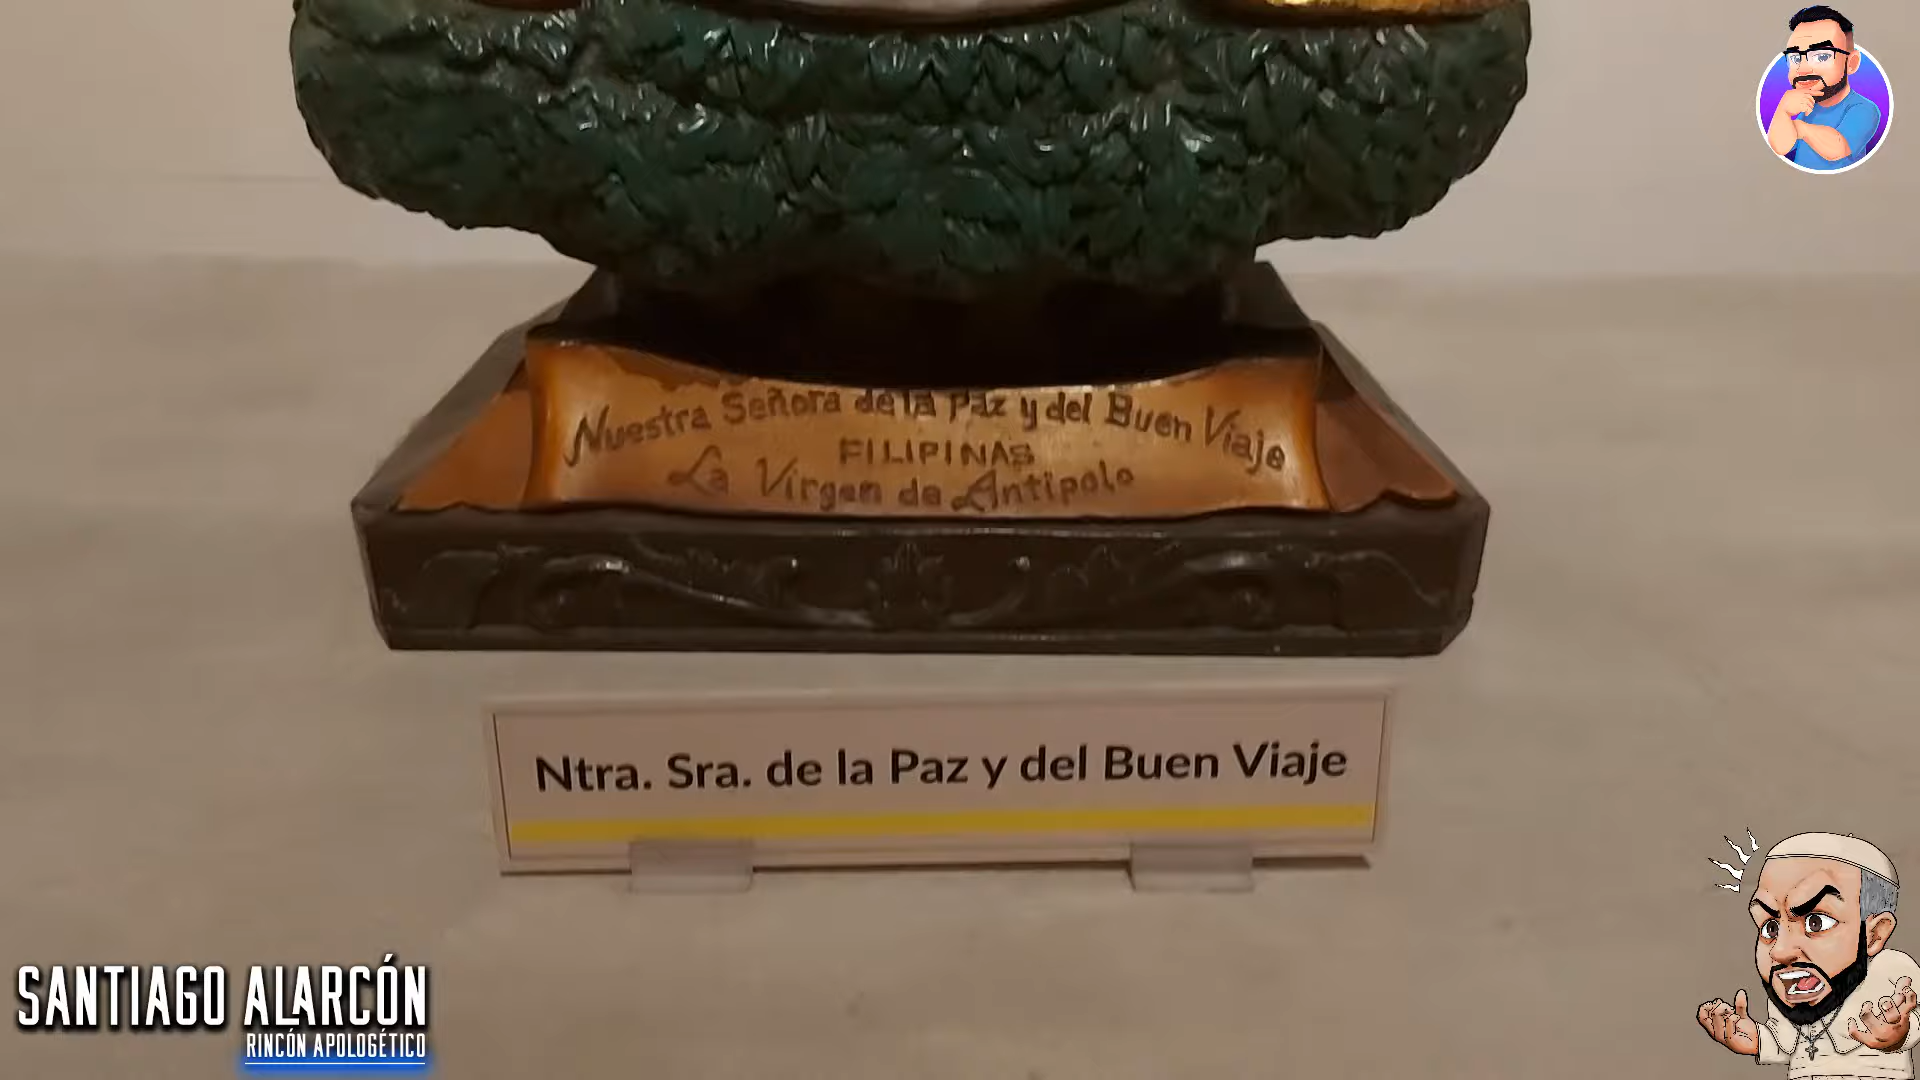 Nuestra Señora de la Paz y del Buen Viaje
FILIPINAS
La Virgen de Antipolo
Ntra. Sra. de la Paz y del Buen Viaje
SANTIAGO ALARCÓN
RINCÓN APOLOGÉTICO